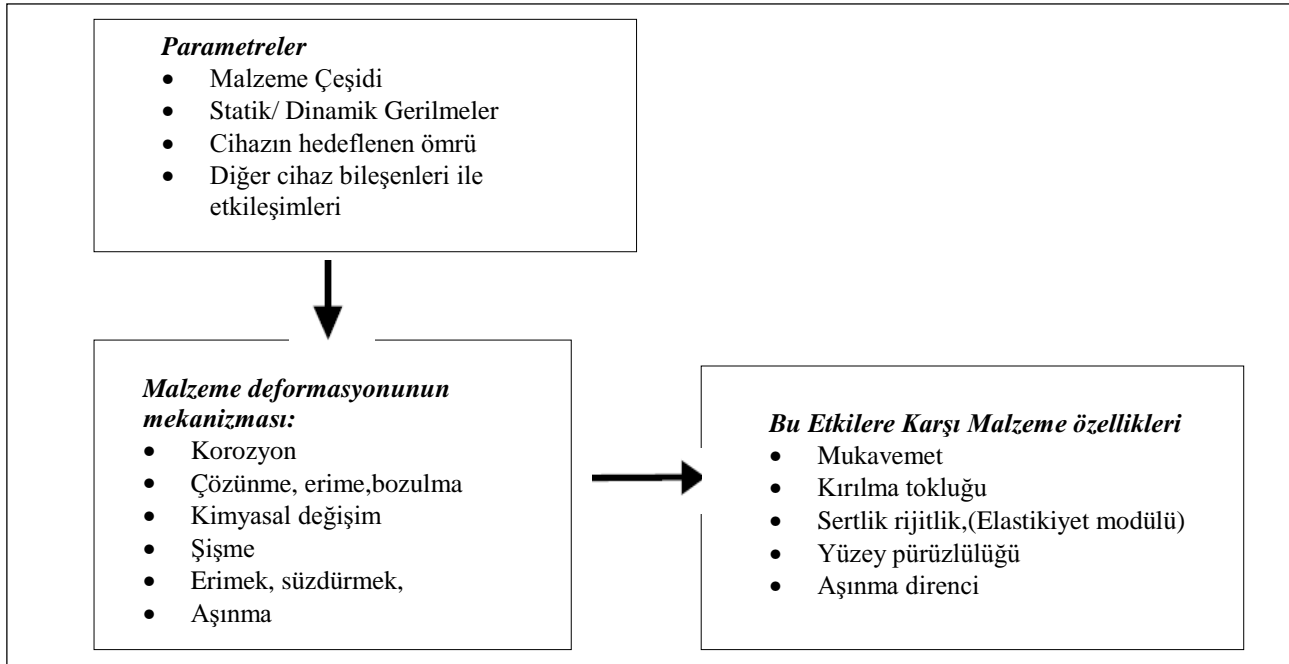 Parametreler
• Malzeme Çeşidi
• Statik/ Dinamik Gerilmeler
• Cihazın hedeflenen ömrü
• Diğer cihaz bileşenleri ile
etkileşimleri
Malzeme deformasyonunun
mekanizması:
• Korozyon
• Çözünme, erime,bozulma
• Kimyasal değişim
• Şişme
• Erimek, süzdürmek,
• Aşınma
Bu Etkilere Karşı Malzeme özellikleri
• Mukavemet
• Kırılma tokluğu
• Sertlik rijitlik,(Elastikiyet modülü)
• Yüzey pürüzlülüğü
• Aşınma direnci